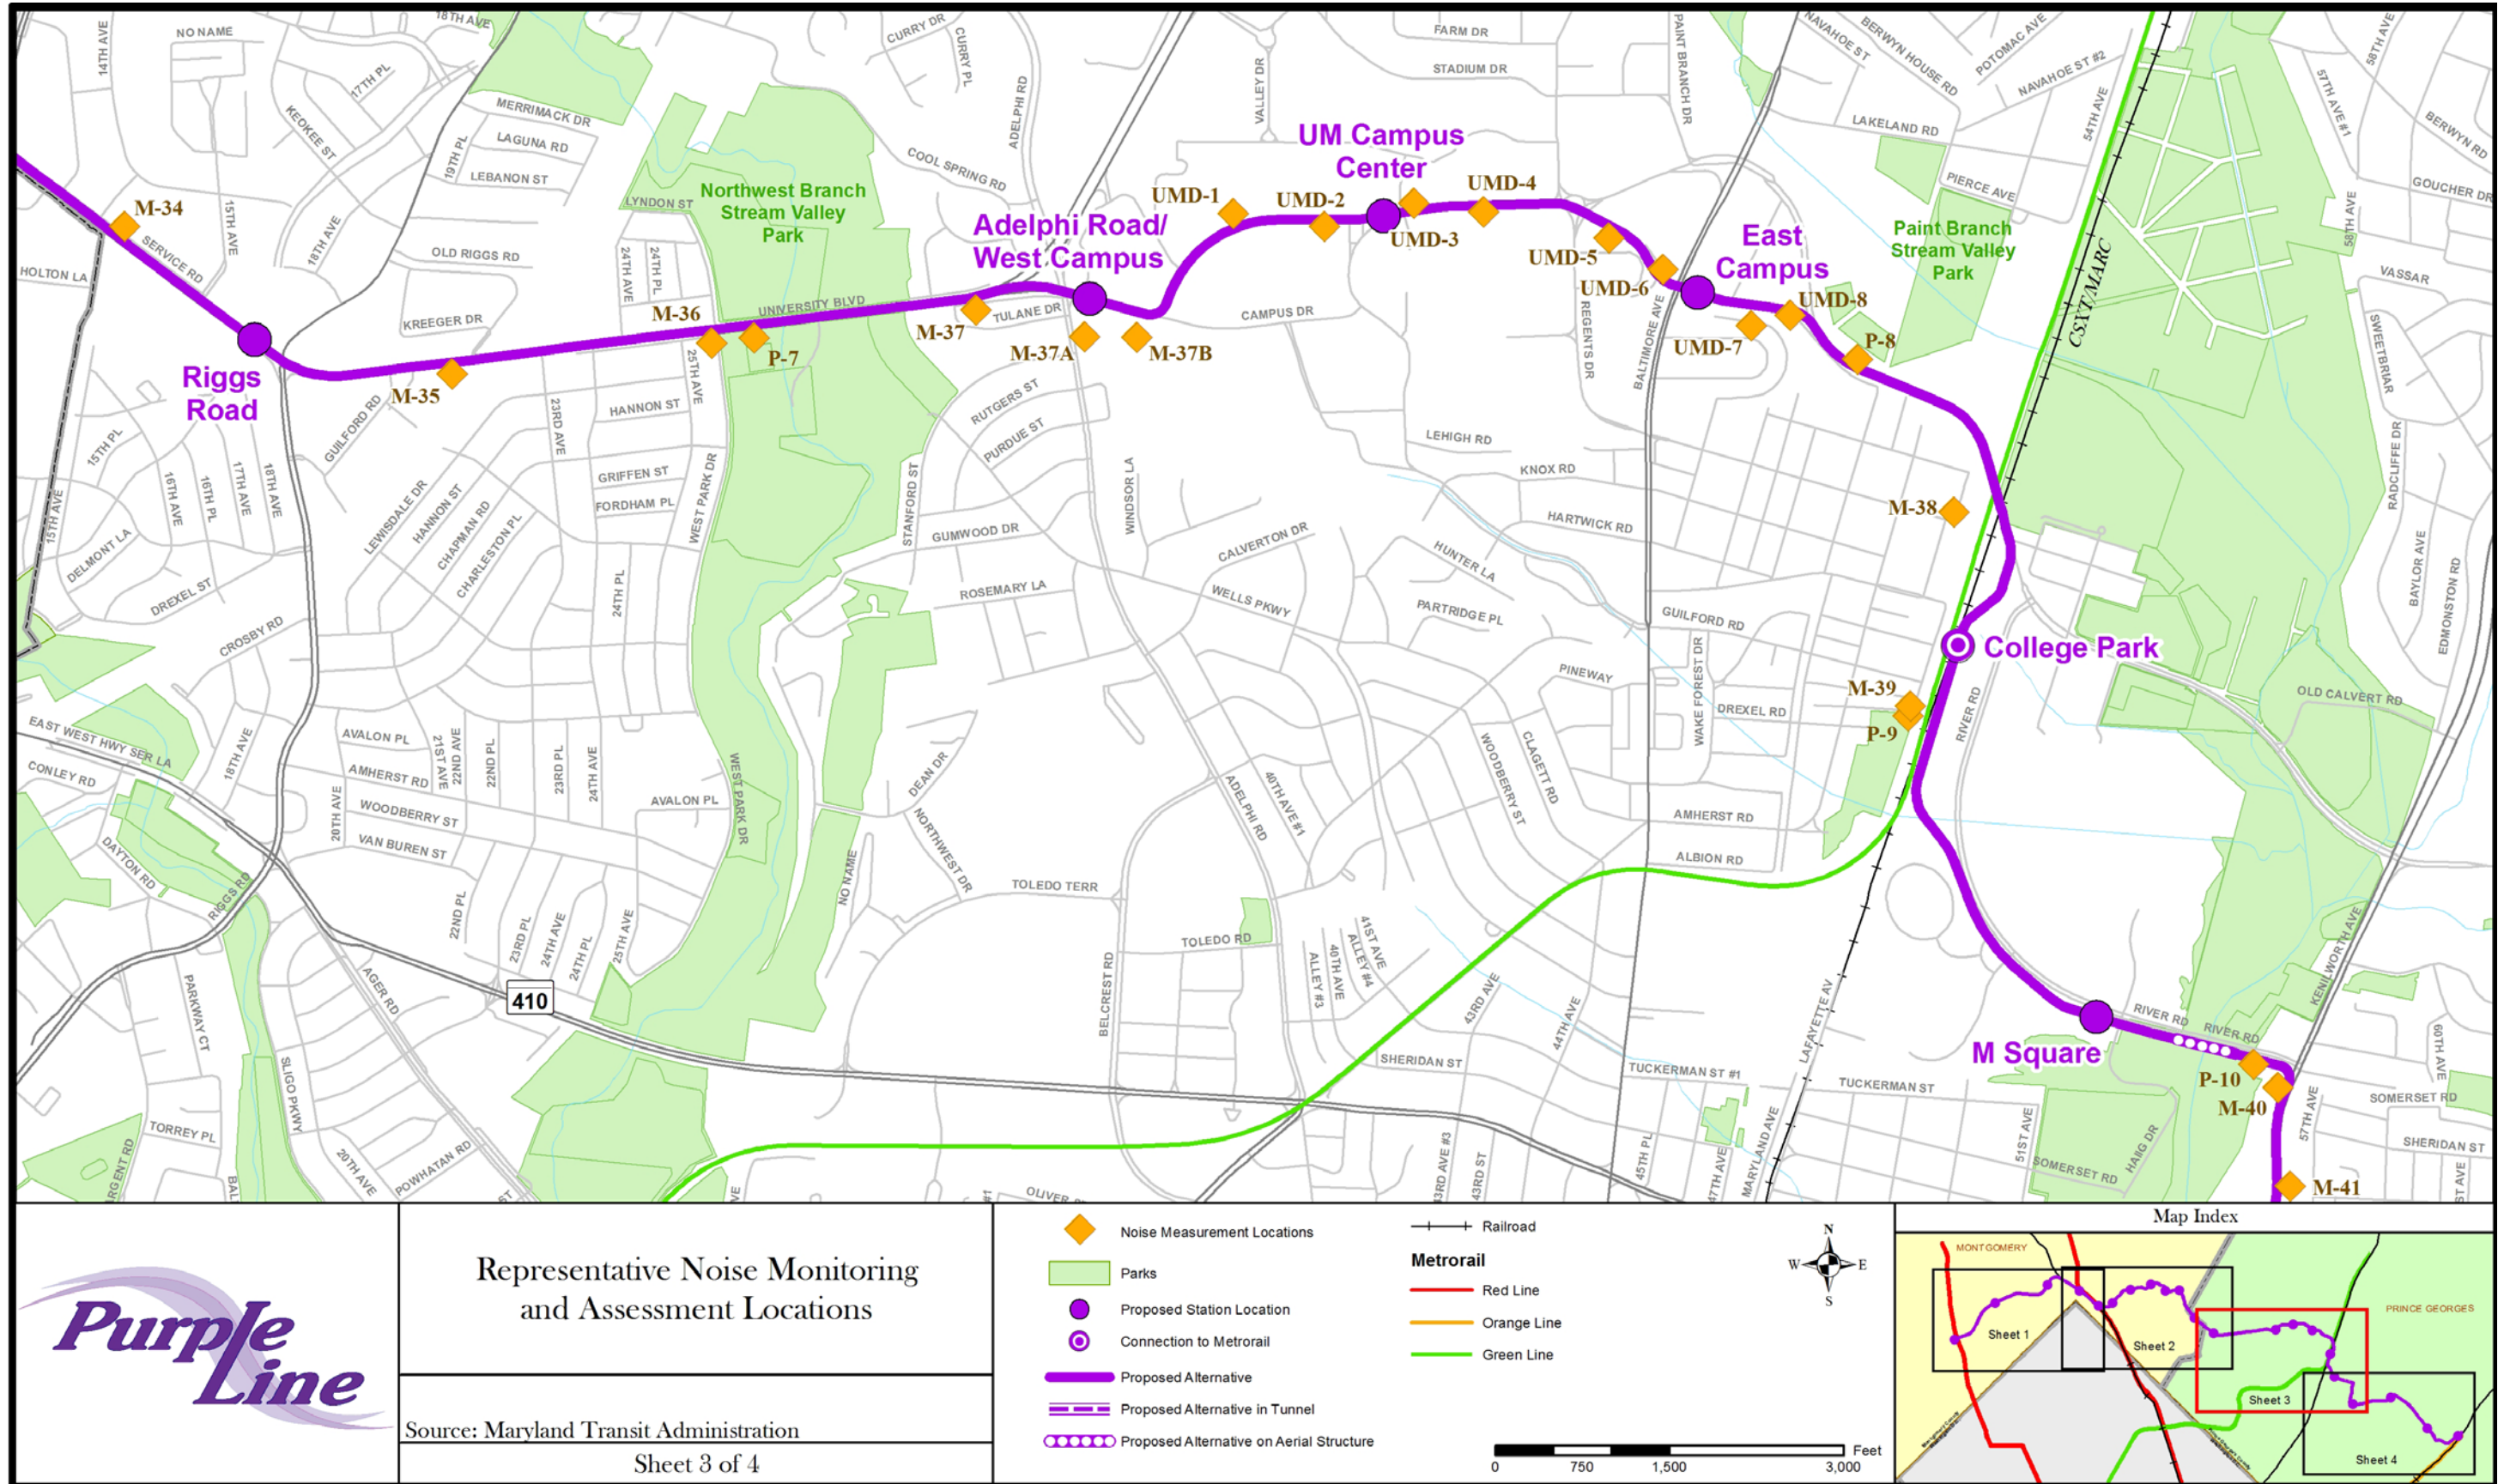 18TH AVE
NO NAME
14TH AVE
17TH PL
KEOKEE ST
MERRIMACK DR
LAGUNA RD
LEBANON ST
19TH PL
CURRY DR
CURRY PL
ADELPHI RD
COOL SPRING RD
VALLEY DR
FARM DR
STADIUM DR
PAINT BRANCH DR
NAVAHOE ST
BERWYN HOUSE RD
POTOMAC AVE
NAVAHOE ST #2
LAKELAND RD
54TH AVE
PIERCE AVE
57TH AVE #1
58TH AVE
BERWYN RD
GOUCHER DR
58TH AVE
VASSAR
SWEETBRIAR
UM Campus
Center
UMD-1
UMD-2
UMD-3
UMD-4
UMD-5
UMD-6
East
Campus
UMD-7
UMD-8
P-8
Paint Branch
Stream Valley
Park
CSXT/MARC
Northwest Branch
Stream Valley
Park
LYNDON ST
Adelphi Road/
West Campus
M-34
SERVICE RD
15TH AVE
18TH AVE
HOLTON LA
OLD RIGGS RD
24TH AVE
24TH PL
KREEGER DR
M-36
UNIVERSITY BLVD
P-7
M-37
TULANE DR
M-37A
M-37B
CAMPUS DR
REGENTS DR
BALTIMORE AVE
Riggs
Road
M-35
25TH AVE
HANNON ST
23RD AVE
GUILFORD RD
RUTGERS ST
PURDUE ST
LEHIGH RD
KNOX RD
15TH PL
16TH AVE
16TH PL
17TH AVE
18TH AVE
LEWISDALE DR
HANNON ST
CHAPMAN RD
CHARLESTON PL
GRIFFEN ST
FORDHAM PL
WEST PARK DR
STANFORD ST
GUMWOOD DR
WINDSOR LA
CALVERTON DR
HARTWICK RD
HUNTER LA
M-38
RADCLIFFE DR
BAYLOR AVE
EDMONSTON RD
15TH AVE
DELMONT LA
DREXEL ST
24TH PL
ROSEMARY LA
WELLS PKWY
PARTRIDGE PL
GUILFORD RD
College Park
CROSBY RD
PINEWAY
WAKE FOREST DR
DREXEL RD
M-39
P-9
RIVER RD
OLD CALVERT RD
EAST WEST HWY SER LA
CONLEY RD
18TH AVE
AVALON PL
21ST AVE
22ND AVE
22ND PL
23RD PL
24TH AVE
AMHERST RD
WOODBERRY ST
VAN BUREN ST
20TH AVE
AVALON PL
WEST PARK DR
DEAN DR
NORTHWEST DR
ADELPHI RD
40TH AVE #1
WOODBERRY ST
CLAGETT RD
AMHERST RD
ALBION RD
DAYTON RD
RIGGS RD
22ND PL
23RD PL
24TH AVE
24TH PL
25TH AVE
NO NAME
TOLEDO TERR
TOLEDO RD
BELCREST RD
ALLEY #3
40TH AVE
ALLEY #4
41ST AVE
43RD AVE
44TH AVE
LAFAYETTE AV
KENILWORTH AVE
PARKWAY CT
AGER RD
410
SLIGO PKWY
SHERIDAN ST
TUCKERMAN ST #1
TUCKERMAN ST
M Square
RIVER RD
RIVER RD
P-10
M-40
57TH AVE
60TH AVE
SOMERSET RD
SHERIDAN ST
TORREY PL
20TH AVE
POWHATAN RD
43RD AVE #3
43RD ST
45TH PL
47TH AVE
MARYLAND AVE
51ST AVE
SOMERSET RD
HAIG DR
M-41
Purple
Line
Representative Noise Monitoring
and Assessment Locations
Source: Maryland Transit Administration
Sheet 3 of 4
Noise Measurement Locations
Parks
Proposed Station Location
Connection to Metrorail
Proposed Alternative
Proposed Alternative in Tunnel
Proposed Alternative on Aerial Structure
Railroad
Metrorail
Red Line
Orange Line
Green Line
N
W E
S
Feet
0 750 1,500 3,000
Map Index
MONTGOMERY
PRINCE GEORGES
Sheet 1
Sheet 2
Sheet 3
Sheet 4